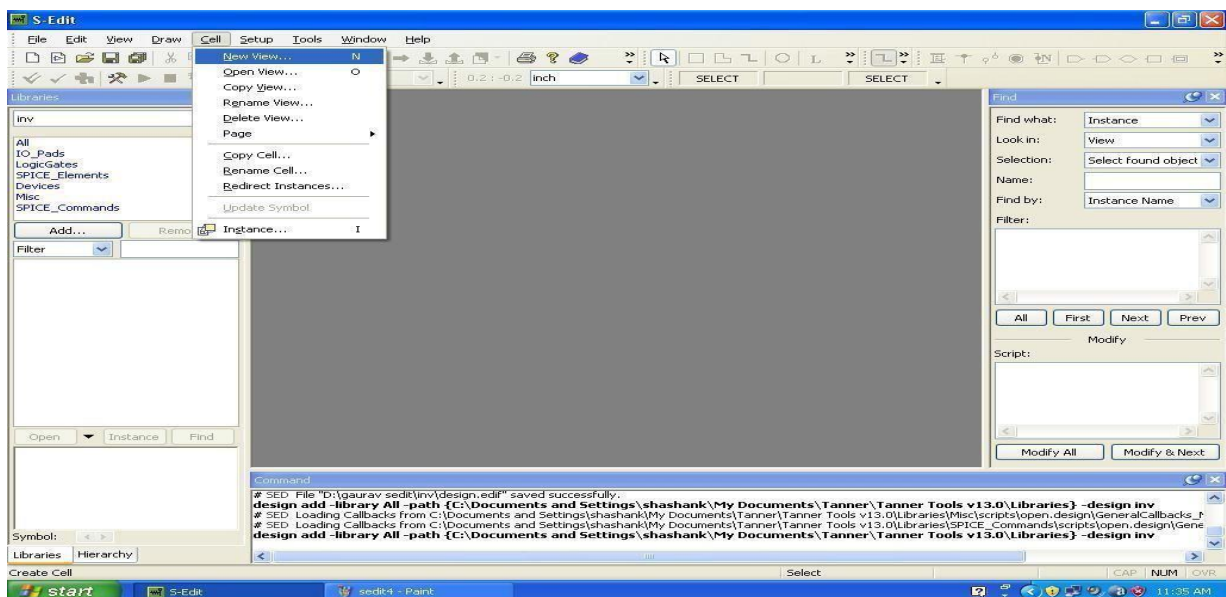 S-Edit
File Edit View Draw Cell Setup Tools Window Help
0.2 : -0.2 inch SELECT SELECT
New View... N
Open View... O
Copy View...
Rename View...
Delete View...
Page
Copy Cell...
Rename Cell...
Redirect Instances...
Update Symbol
Instance... I
Libraries
inv
All
IO_Pads
LogicGates
SPICE_Elements
Devices
Misc
SPICE_Commands
Add... Remo
Filter
Open Instance Find
Symbol:
Libraries Hierarchy
Find
Find what: Instance
Look in: View
Selection: Select found object
Name:
Find by: Instance Name
Filter:
All First Next Prev
Modify
Script:
Modify All Modify & Next
Command
# SED File "D:\gaurav sedit\inv\design.edif" saved successfully.
design add -library All -path {C:\Documents and Settings\shashank\My Documents\Tanner\Tanner Tools v13.0\Libraries} -design inv
# SED Loading Callbacks from C:\Documents and Settings\shashank\My Documents\Tanner\Tanner Tools v13.0\Libraries\Misc\scripts\open.design\GeneralCallbacks_
# SED Loading Callbacks from C:\Documents and Settings\shashank\My Documents\Tanner\Tanner Tools v13.0\Libraries\SPICE_Commands\scripts\open.design\Gene
design add -library All -path {C:\Documents and Settings\shashank\My Documents\Tanner\Tanner Tools v13.0\Libraries} -design inv
Create Cell Select CAP NUM OVR
start S-Edit sedit4 - Paint 11:35 AM